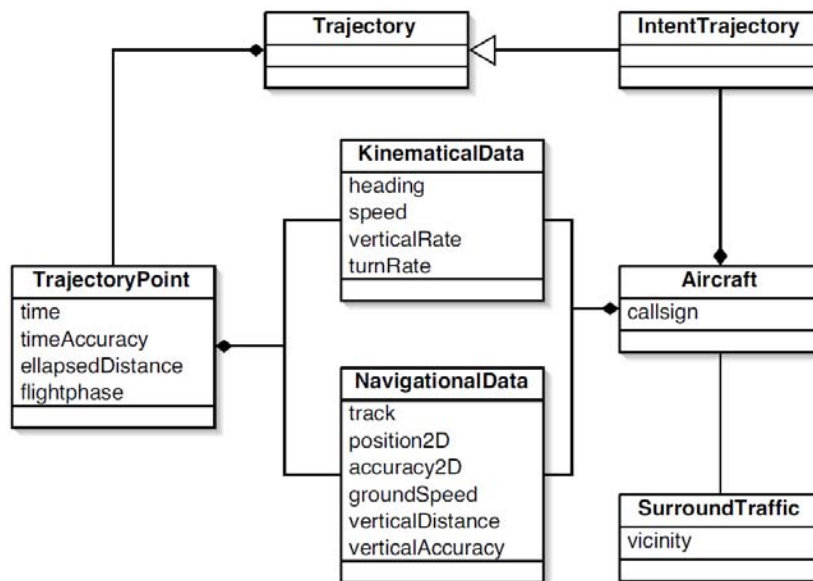 Trajectory
IntentTrajectory
KinematicalData
heading
speed
verticalRate
turnRate
TrajectoryPoint
time
timeAccuracy
ellapsedDistance
flightphase
Aircraft
callsign
NavigationalData
track
position2D
accuracy2D
groundSpeed
verticalDistance
verticalAccuracy
SurroundTraffic
vicinity